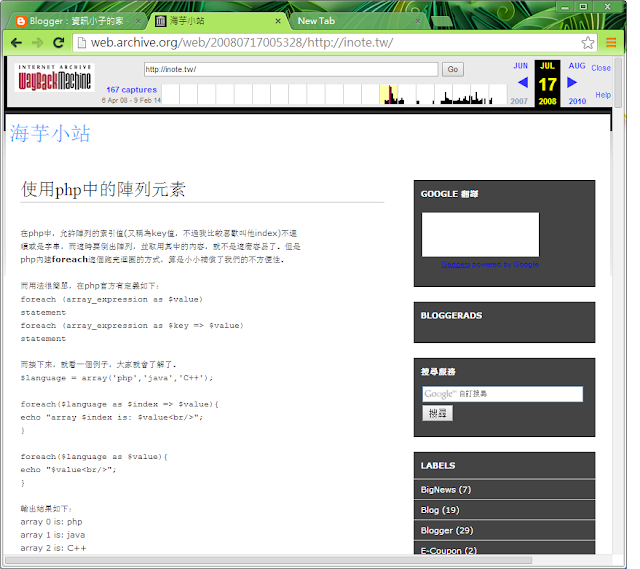 Blogger : 資訊小子的家 -
海芋小站
New Tab
web.archive.org/web/20080717005328/http://inote.tw/
INTERNET ARCHIVE
WayBackMachine
http://inote.tw/
Go
167 captures
6 Apr 08 - 9 Feb 14
JUN JUL AUG
17
2007 2008 2010
Close
Help
海芋小站
使用php中的陣列元素
在php中，允許陣列的索引值(又稱為key值，不過我比較喜歡叫他index)不連
續或是字串，而這時要倒出陣列，並取用其中的內容，就不是這麼容易了．但是
php內建foreach這個跑完迴圈的方式，算是小小補償了我們的不方便性．
而用法很簡單，在php官方有定義如下：
foreach (array_expression as $value)
statement
foreach (array_expression as $key => $value)
statement
而接下來，就看一個例子，大家就會了解了．
$language = array('php','java','C++');
foreach($language as $index => $value){
echo "array $index is: $value<br/>";
}
foreach($language as $value){
echo "$value<br/>";
}
輸出結果如下：
array 0 is: php
array 1 is: java
array 2 is: C++
GOOGLE 翻譯
Gadgets powered by Google
BLOGGERADS
搜尋服務
Google™ 自訂搜尋
搜尋
LABELS
BigNews (7)
Blog (19)
Blogger (29)
E-Coupon (2)